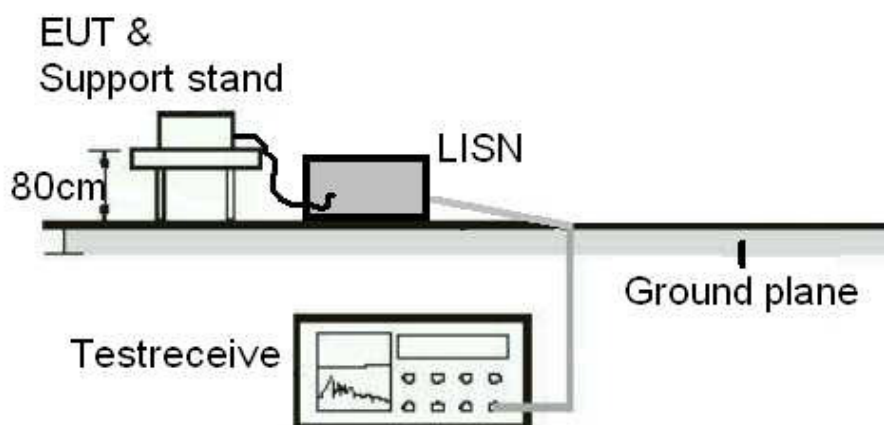 EUT &
Support stand
LISN
80cm
Ground plane
Testreceive